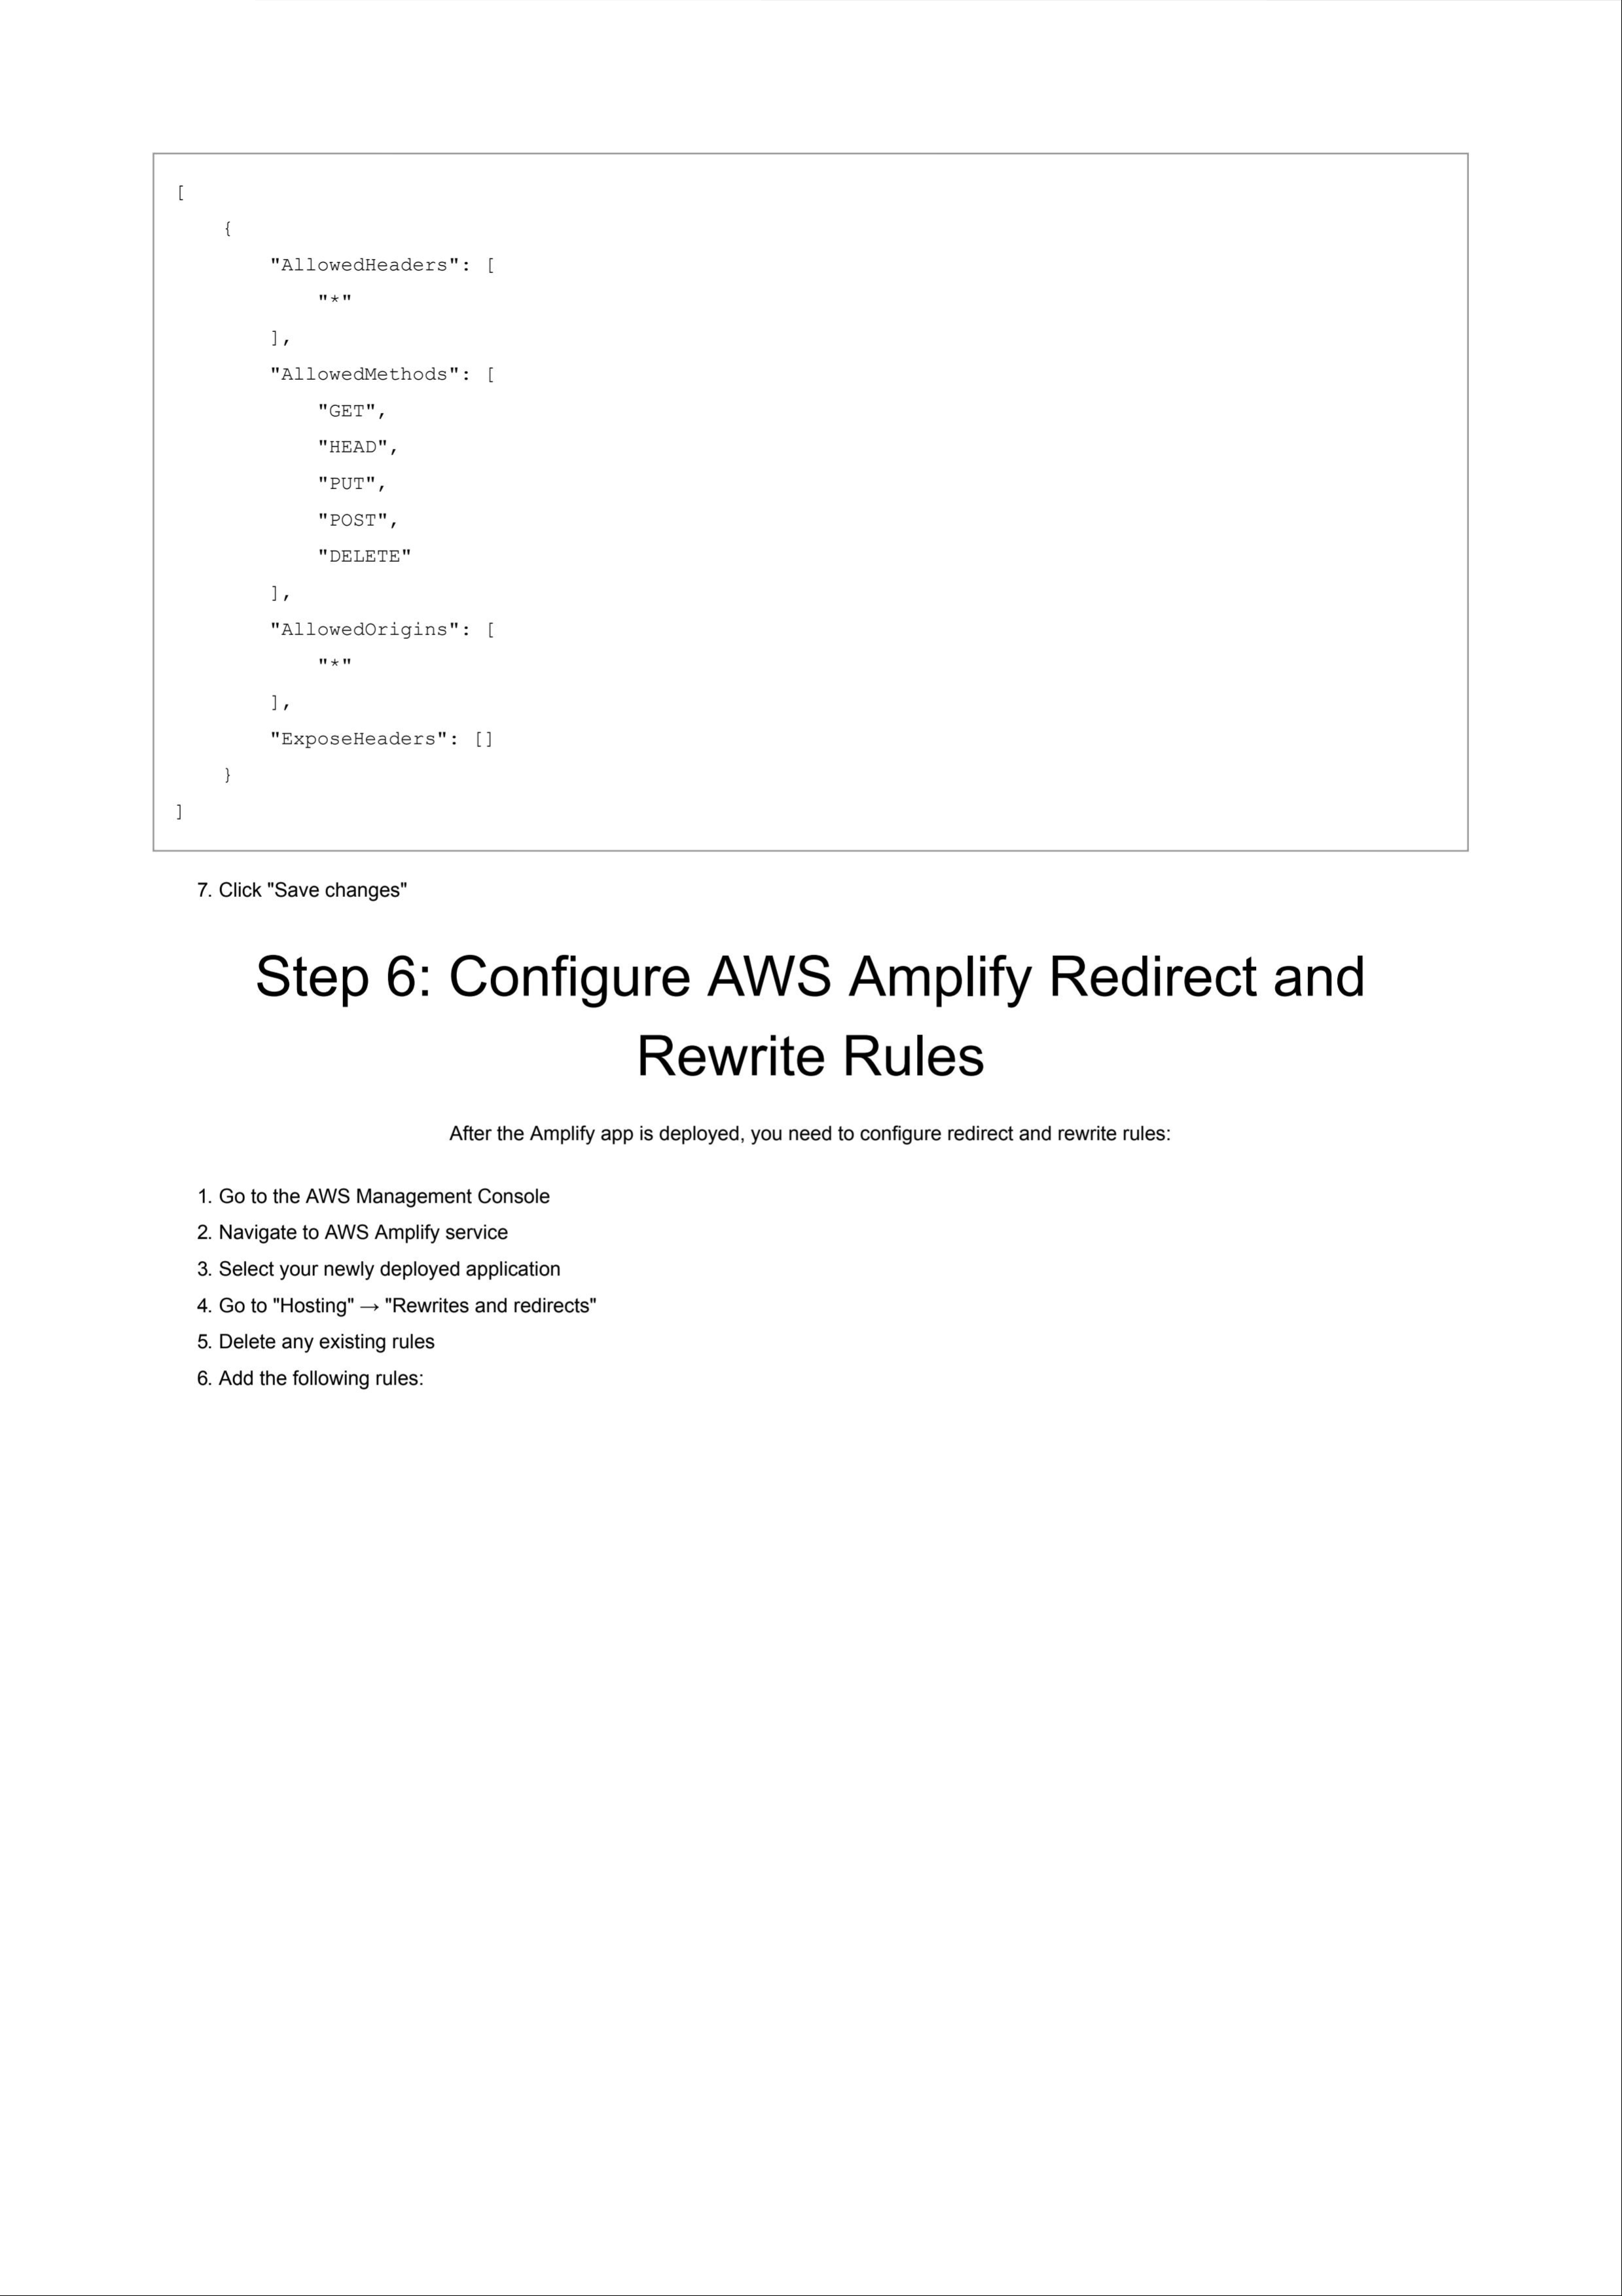 [
    {
        "AllowedHeaders": [
            "*"
        ],
        "AllowedMethods": [
            "GET",
            "HEAD",
            "PUT",
            "POST",
            "DELETE"
        ],
        "AllowedOrigins": [
            "*"
        ],
        "ExposeHeaders": []
    }
]
7. Click "Save changes"
Step 6: Configure AWS Amplify Redirect and
Rewrite Rules
After the Amplify app is deployed, you need to configure redirect and rewrite rules:
1. Go to the AWS Management Console
2. Navigate to AWS Amplify service
3. Select your newly deployed application
4. Go to "Hosting" → "Rewrites and redirects"
5. Delete any existing rules
6. Add the following rules: